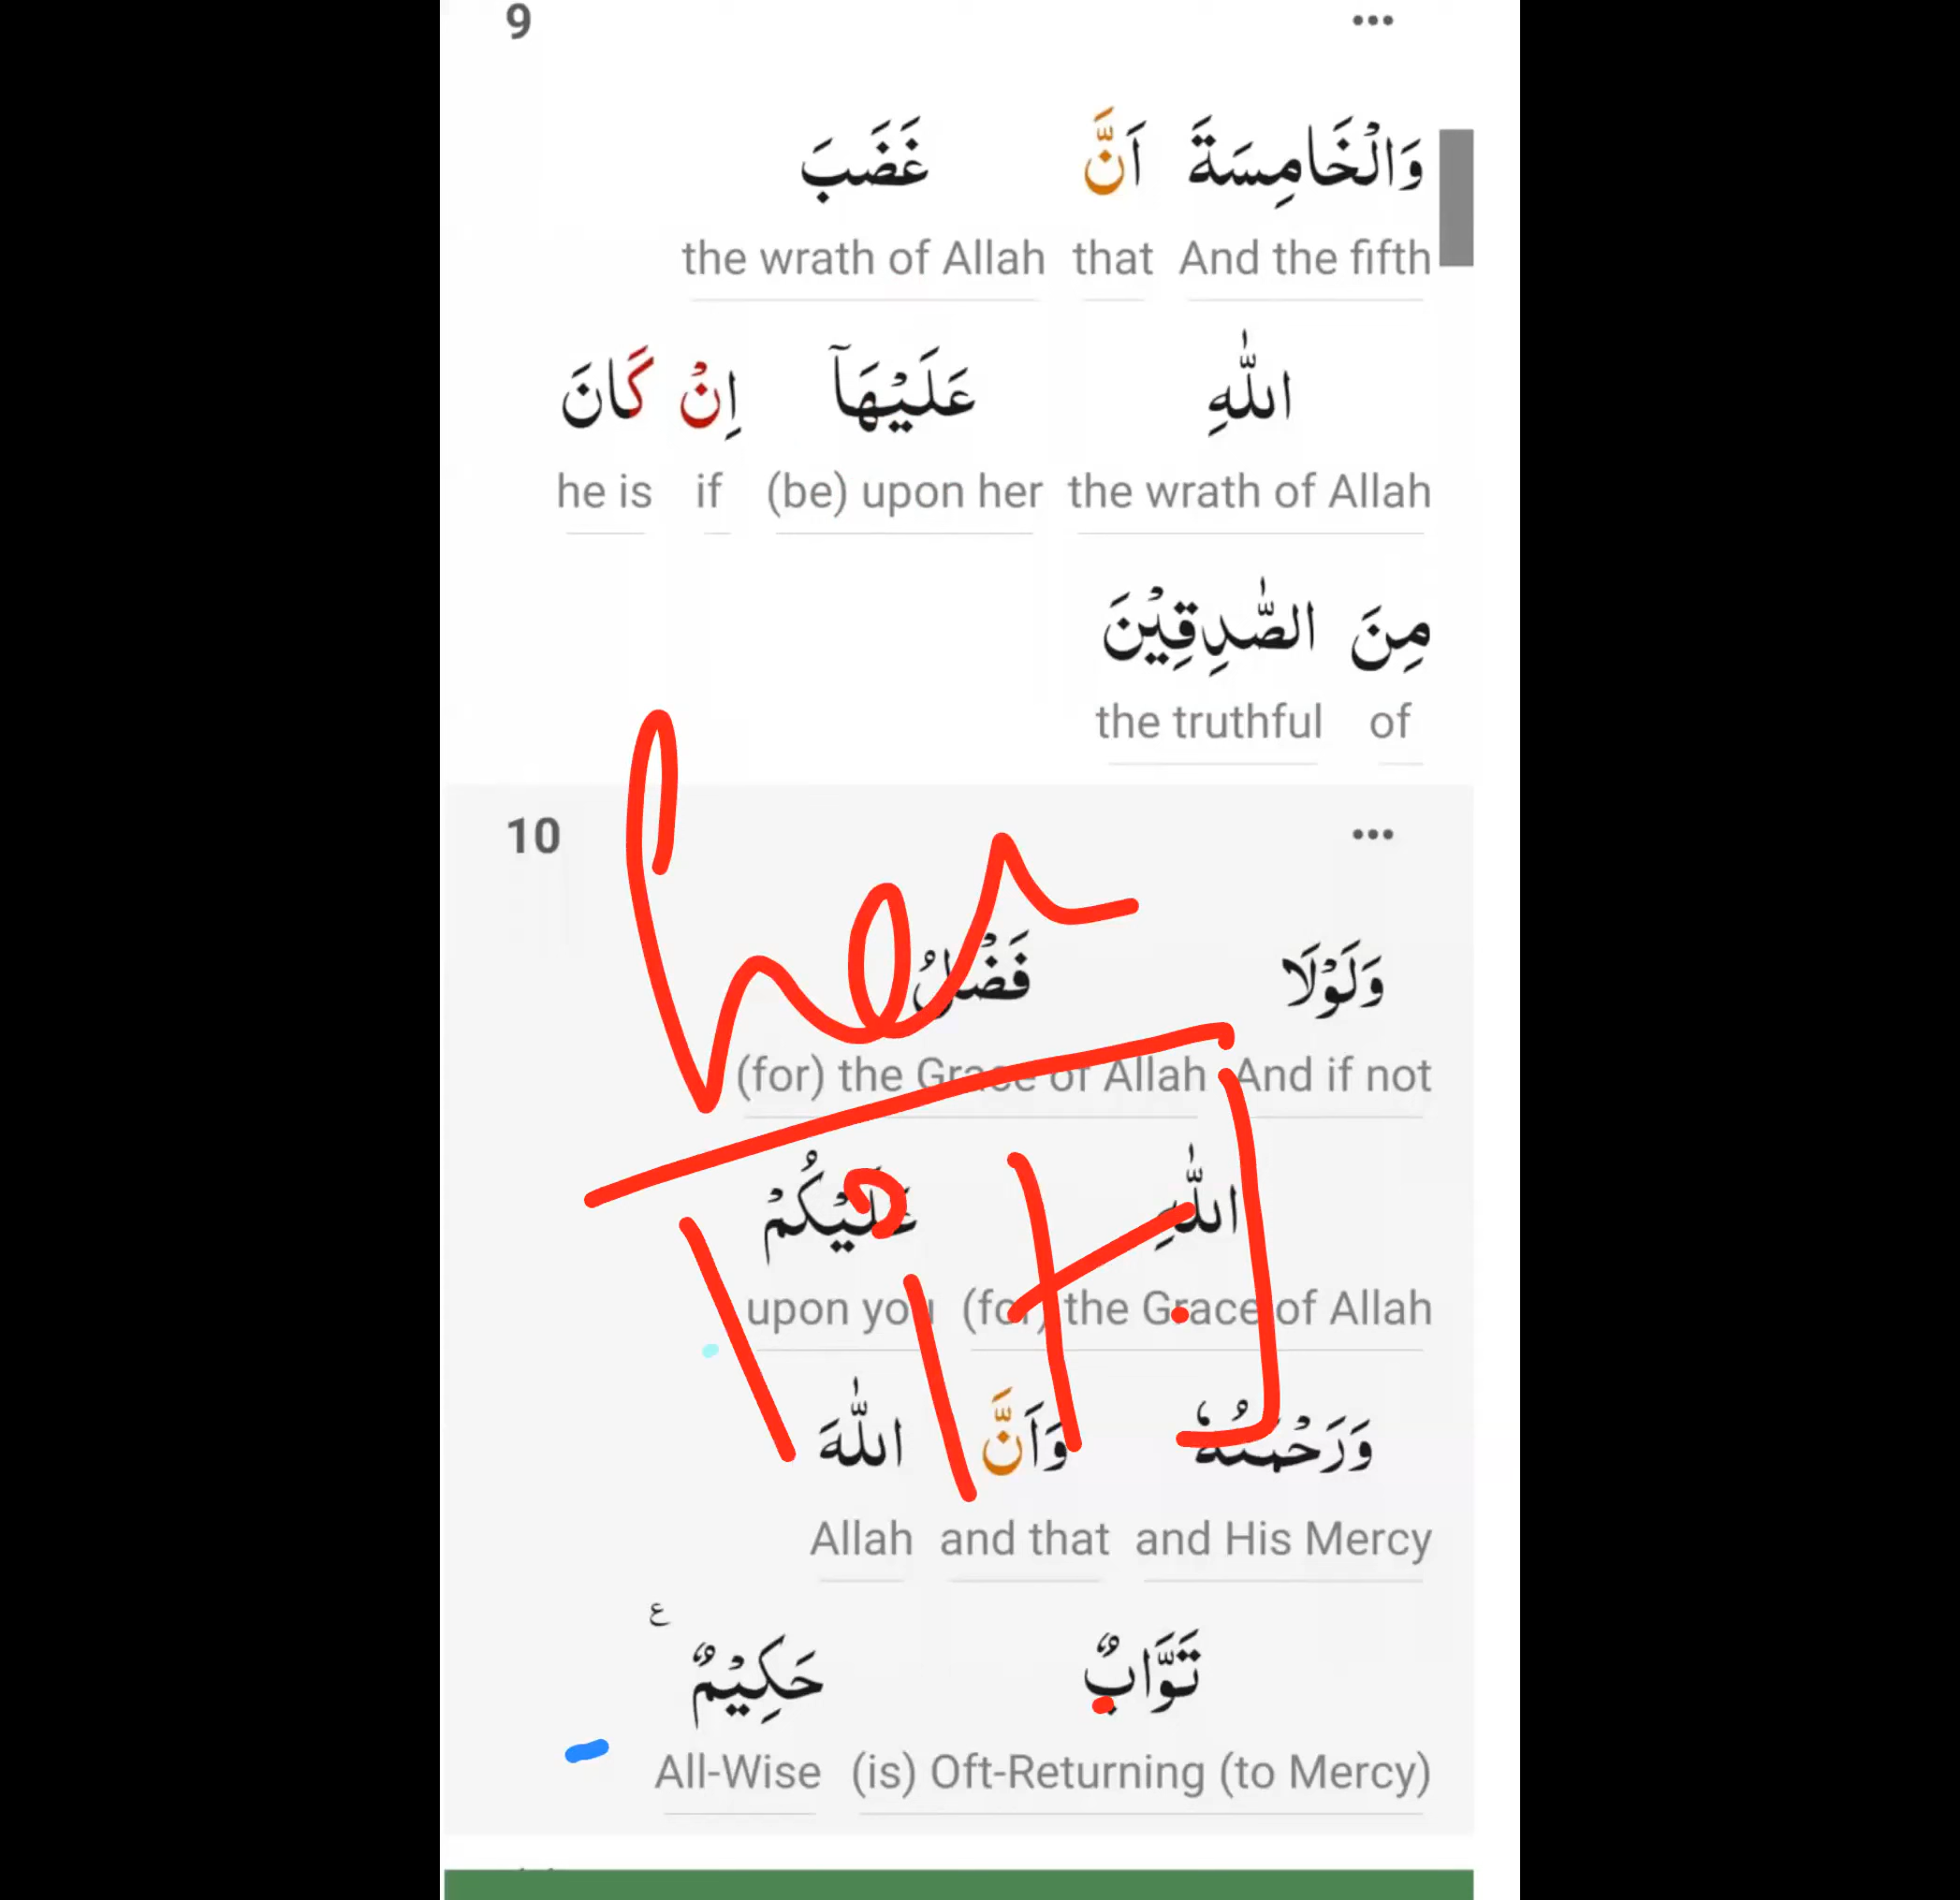 9
وَالْخَامِسَةَ اَنَّ غَضَبَ
the wrath of Allah that And the fifth
اللّٰهِ عَلَيْهَاۤ اِنْ كَانَ
he is if (be) upon her the wrath of Allah
مِنَ الصّٰدِقِيْنَ
the truthful of
10
her
وَلَوْلَا فَضْلُ
(for) the Grace of Allah And if not
اللّٰهِ عَلَيْكُمْ
upon you (for) the Grace of Allah
وَرَحْمَتُهٗ وَاَنَّ اللّٰهَ
Allah and that and His Mercy
تَوَّابٌ حَكِيْمٌ ع
All-Wise (is) Oft-Returning (to Mercy)